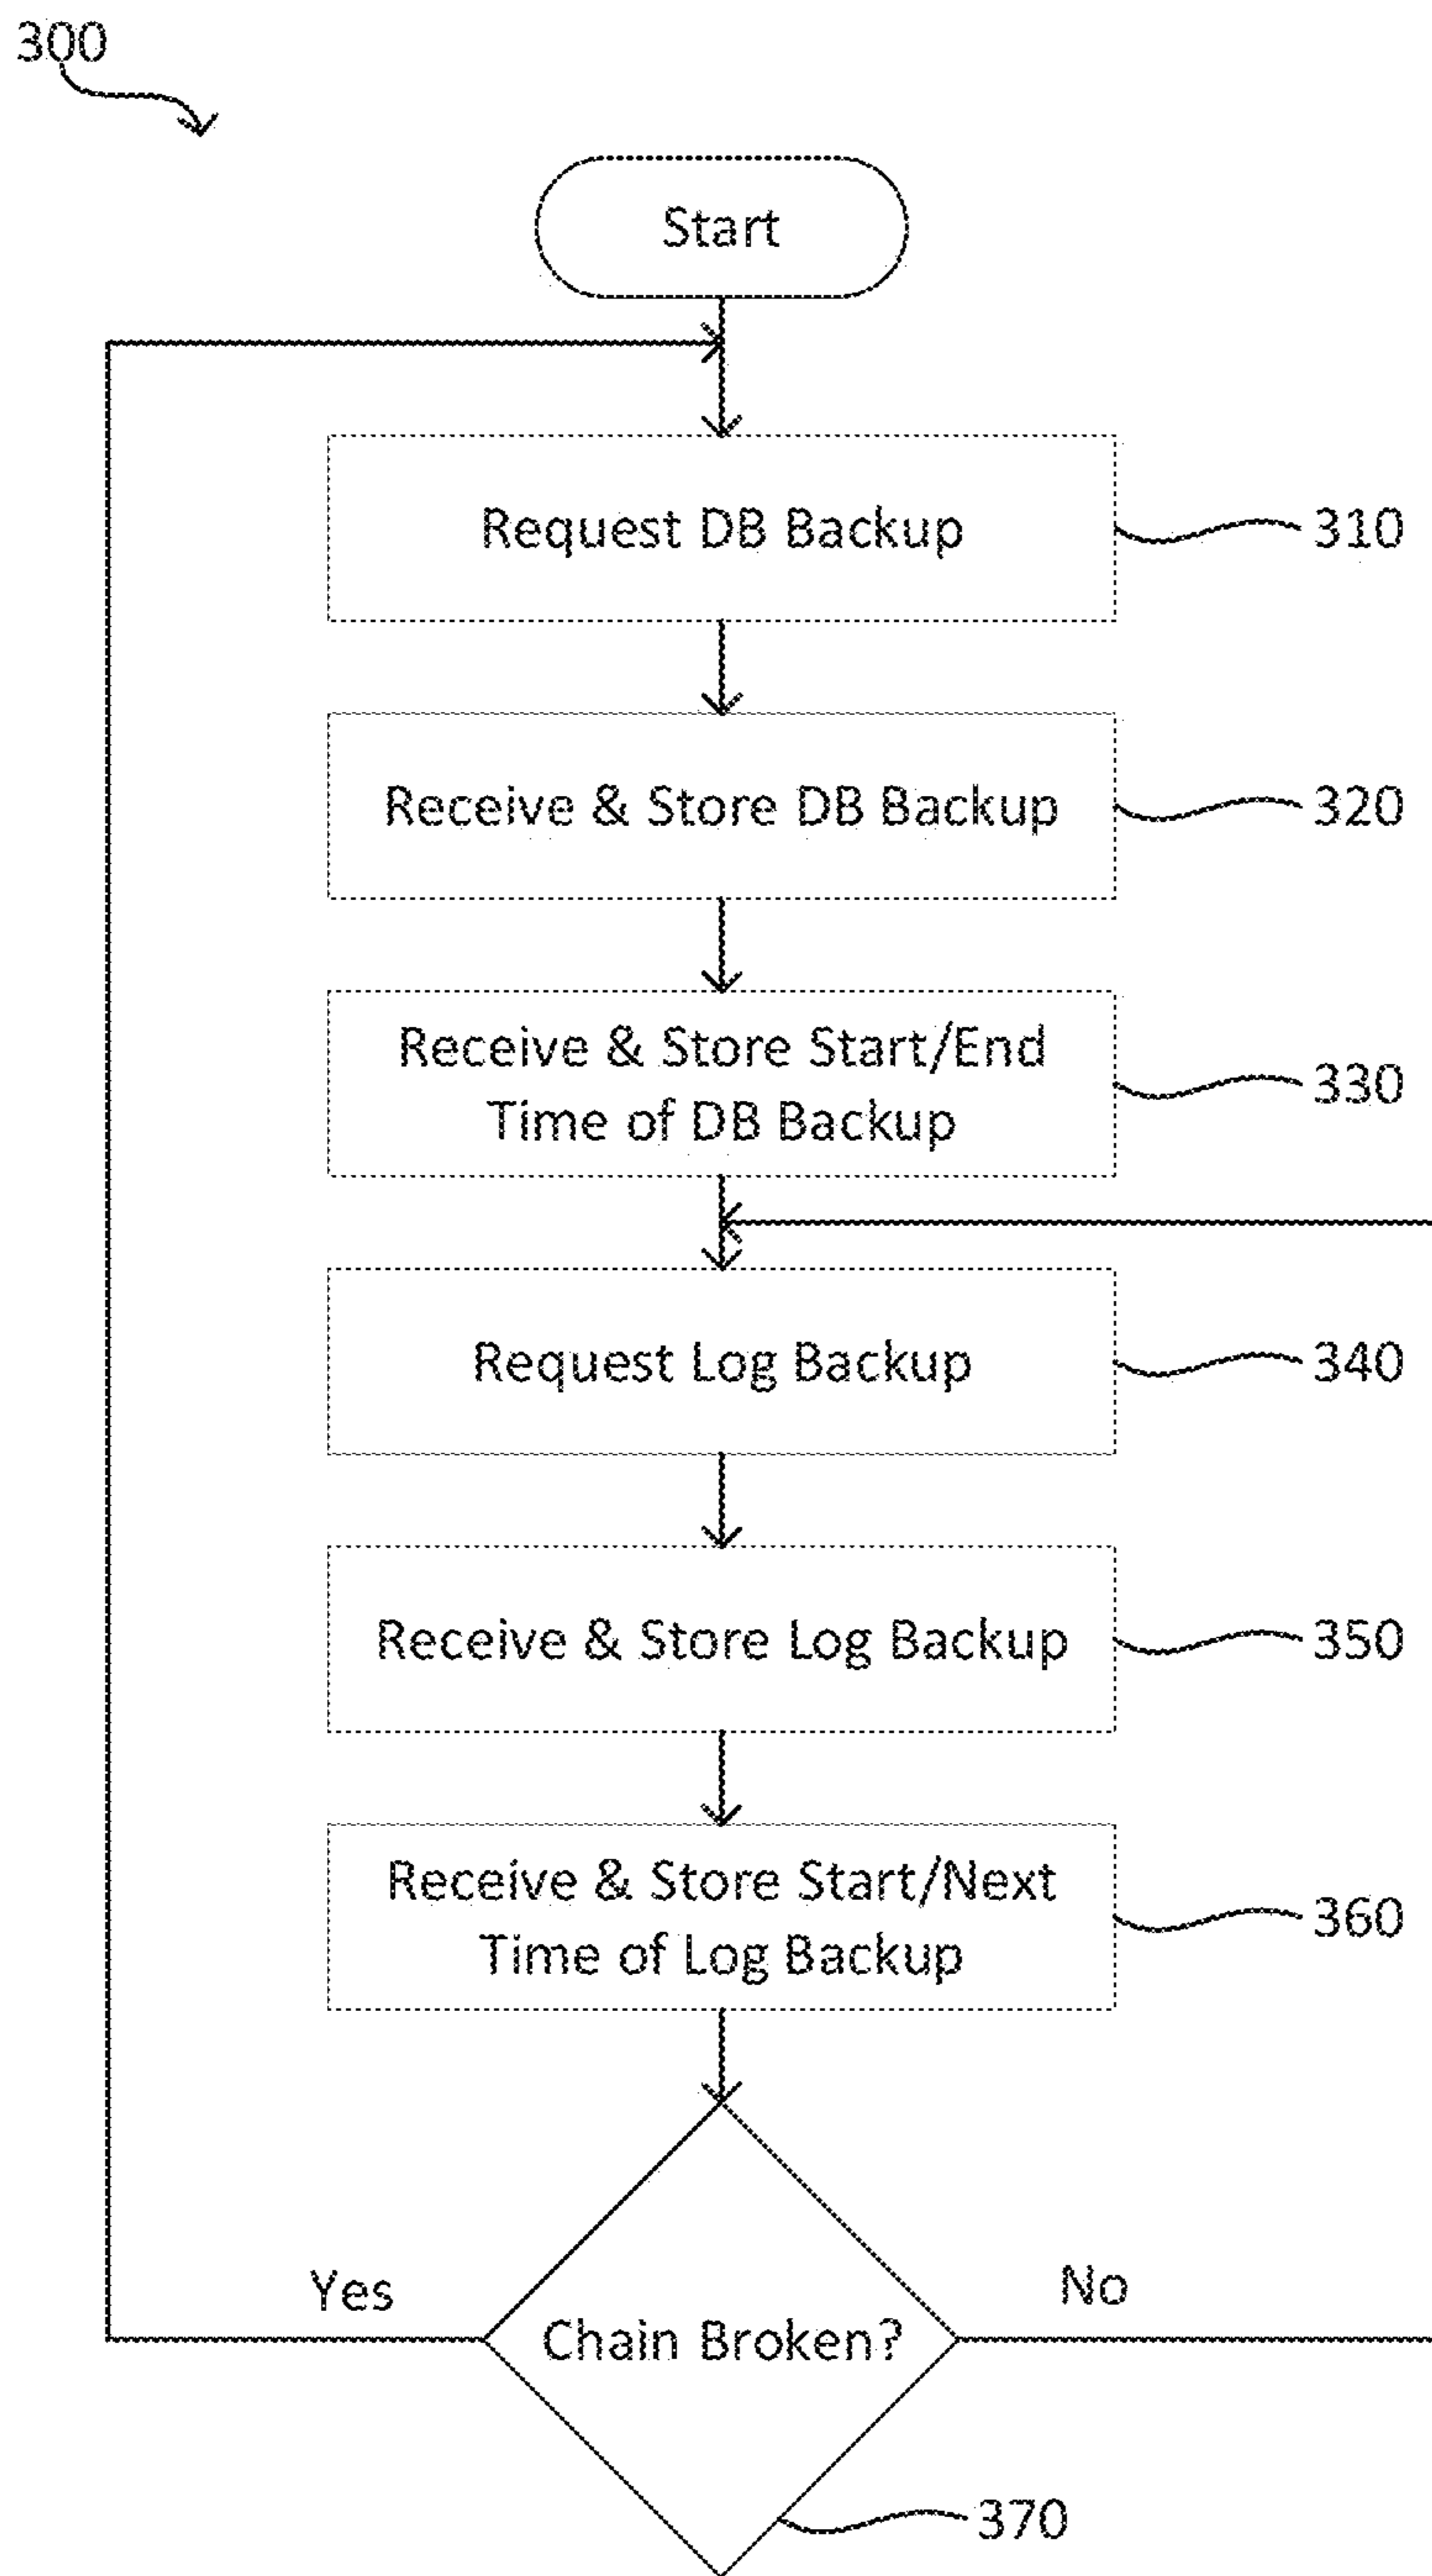 300
Start
Request DB Backup
310
Receive & Store DB Backup
320
Receive & Store Start/End
Time of DB Backup
330
Request Log Backup
340
Receive & Store Log Backup
350
Receive & Store Start/Next
Time of Log Backup
360
Yes
No
Chain Broken?
370